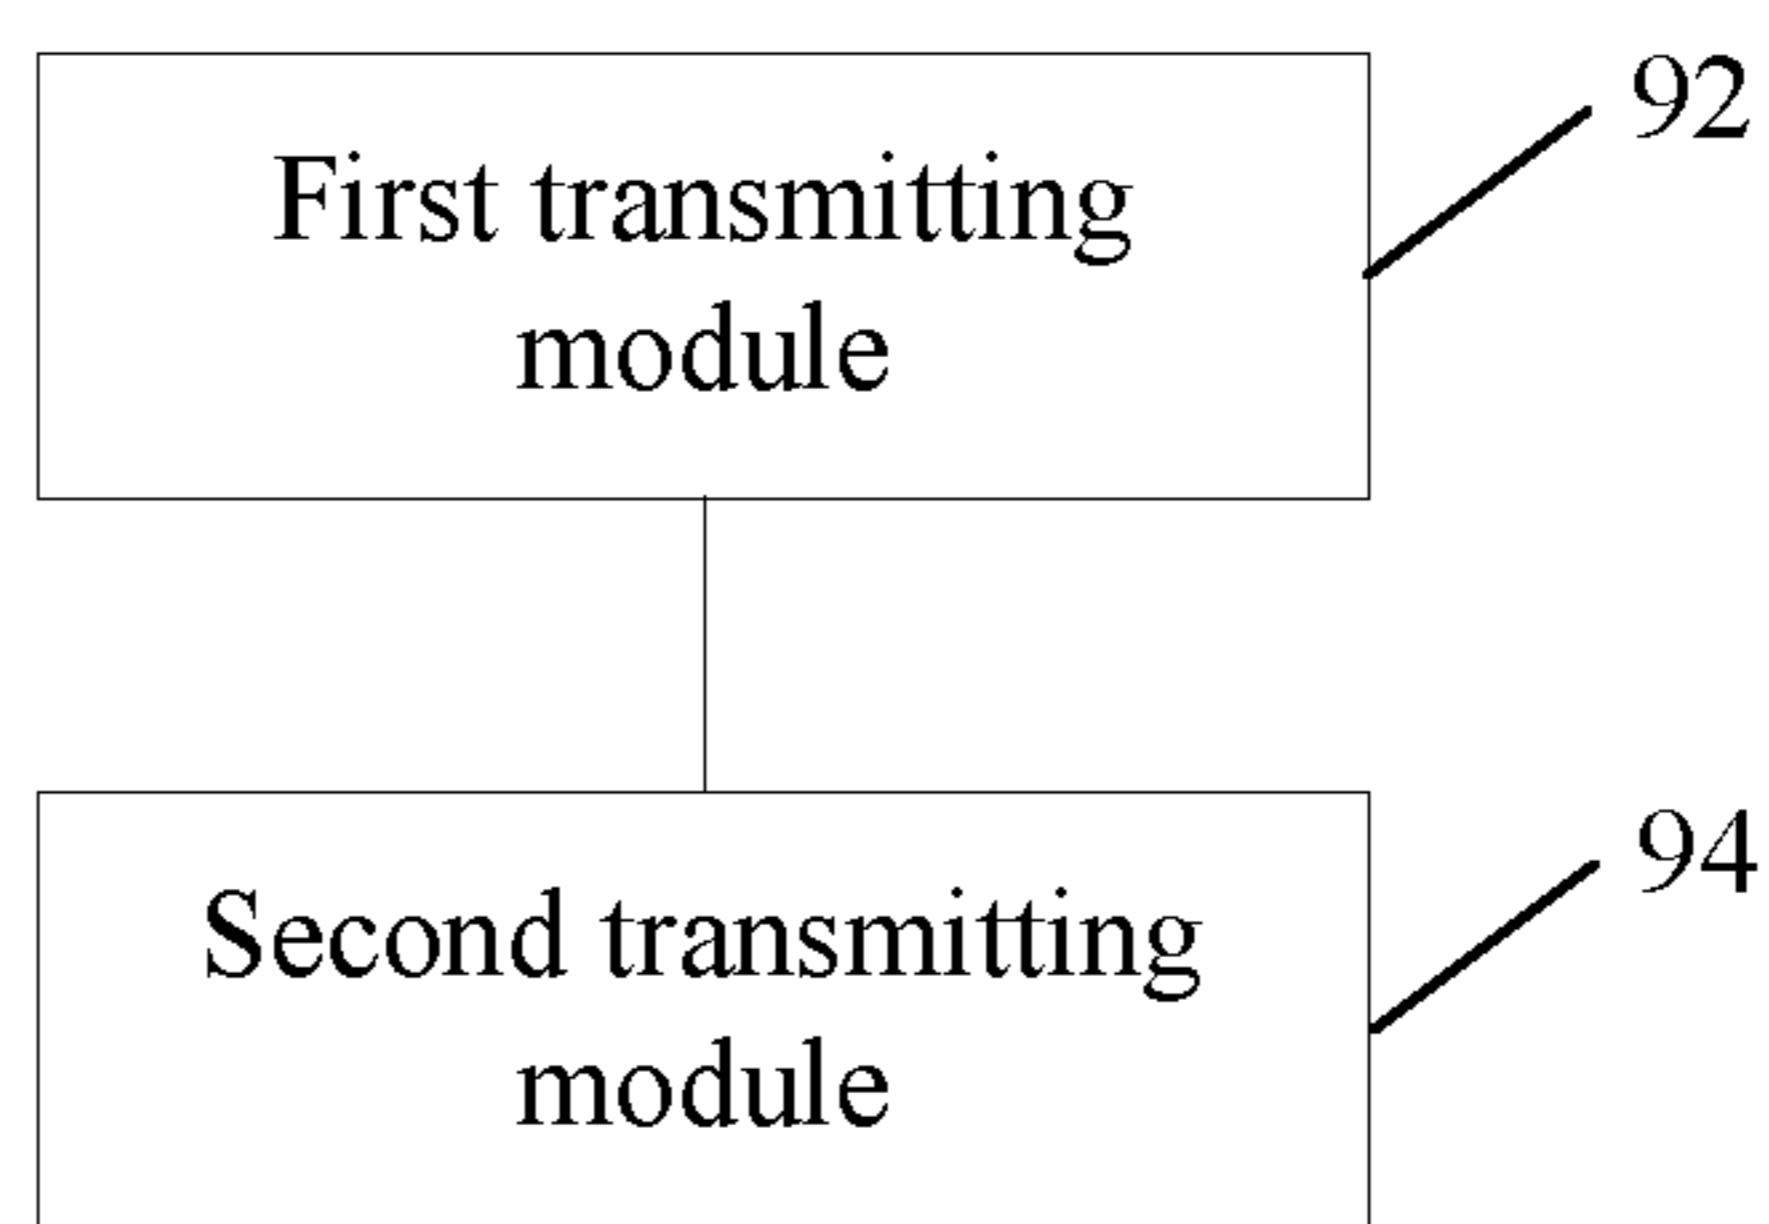 First transmitting
module
92
Second transmitting
module
94